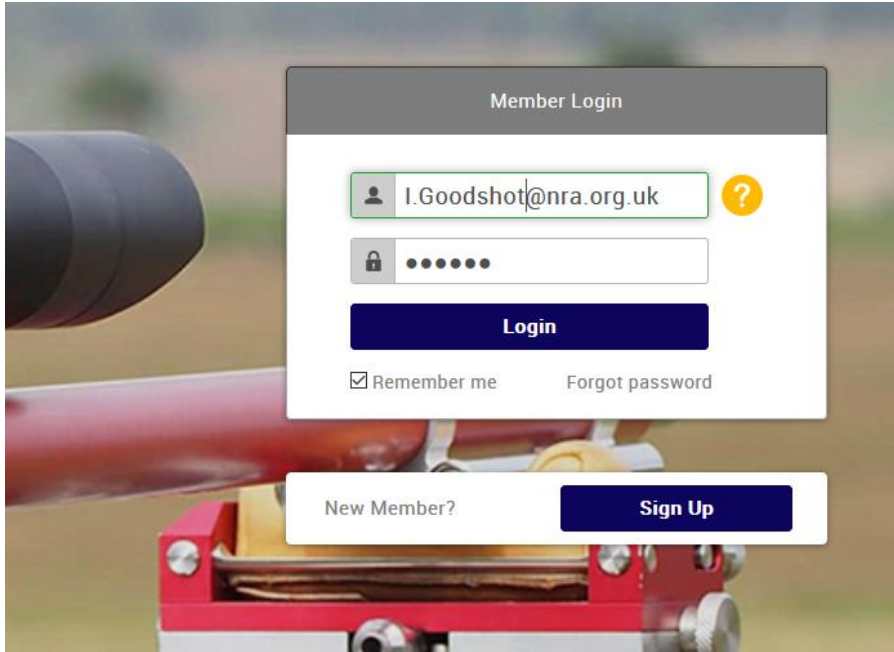 Member Login
I.Goodshot@nra.org.uk
?
••••••
Login
Remember me Forgot password
New Member? Sign Up